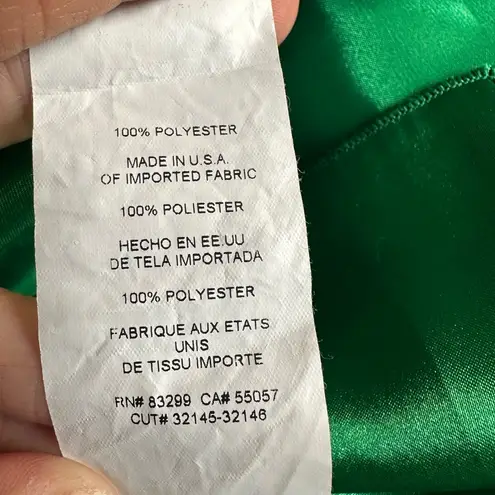 100% POLYESTER
MADE IN U.S.A.
OF IMPORTED FABRIC
100% POLIESTER
HECHO EN EE.UU
DE TELA IMPORTADA
100% POLYESTER
FABRIQUE AUX ETATS
UNIS
DE TISSU IMPORTE
RN# 83299 CA# 55057
CUT# 32145-32146